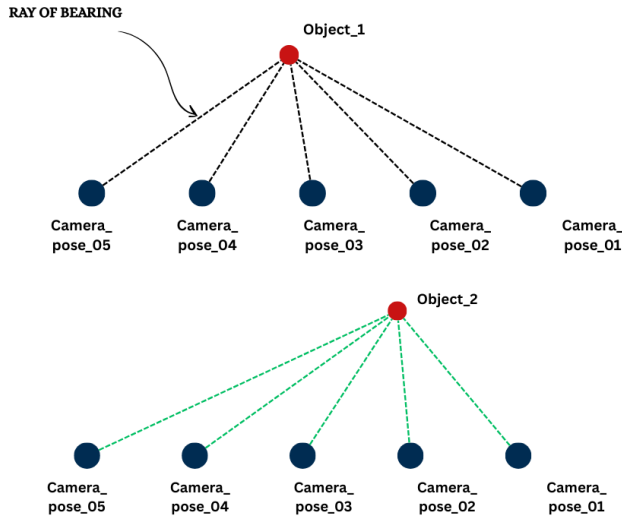 RAY OF BEARING
Object_1
Camera_ Camera_ Camera_ Camera_ Camera_
pose_05 pose_04 pose_03 pose_02 pose_01
Object_2
Camera_ Camera_ Camera_ Camera_ Camera_
pose_05 pose_04 pose_03 pose_02 pose_01